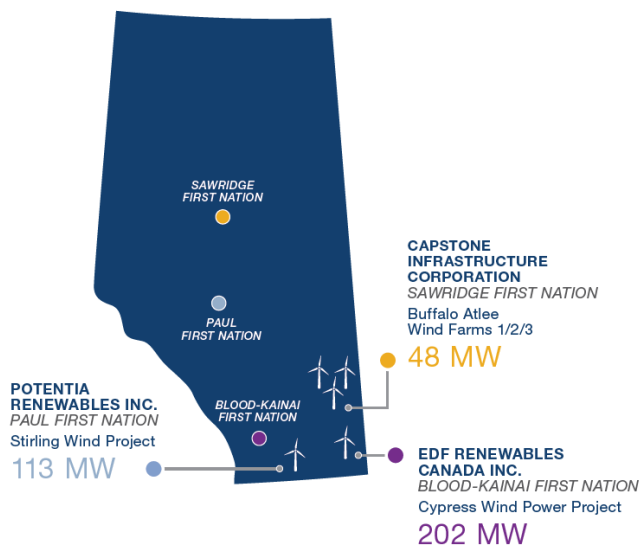 SAWRIDGE
FIRST NATION
PAUL
FIRST NATION
BLOOD-KAINAI
FIRST NATION
CAPSTONE
INFRASTRUCTURE
CORPORATION
SAWRIDGE FIRST NATION
Buffalo Atlee
Wind Farms 1/2/3
48 MW
POTENTIA
RENEWABLES INC.
PAUL FIRST NATION
Stirling Wind Project
113 MW
EDF RENEWABLES
CANADA INC.
BLOOD-KAINAI FIRST NATION
Cypress Wind Power Project
202 MW